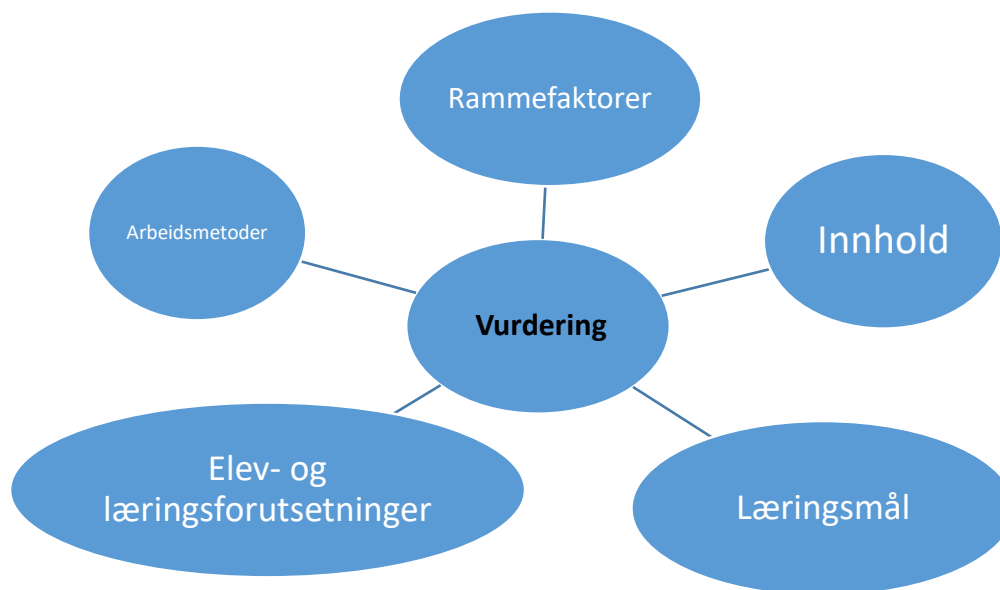 Rammefaktorer
Arbeidsmetoder
Innhold
Vurdering
Elev- og
læringsforutsetninger
Læringsmål